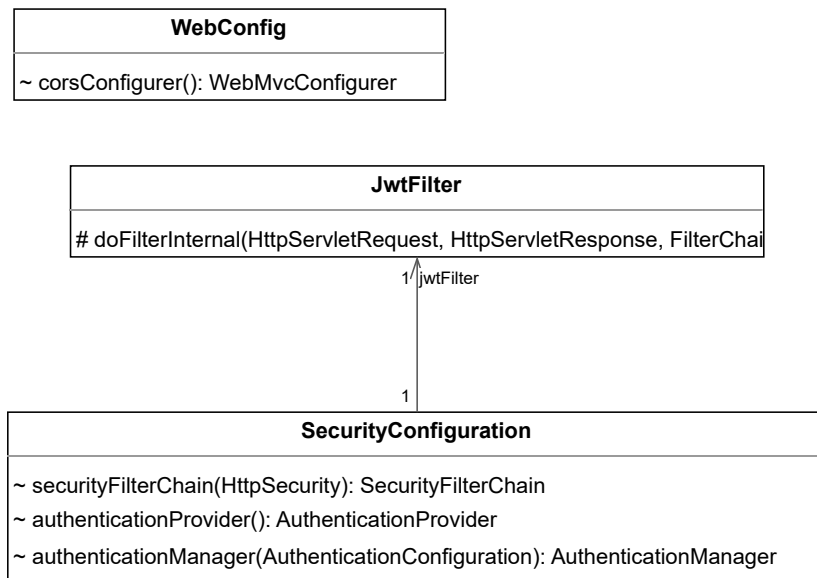 WebConfig
~ corsConfigurer(): WebMvcConfigurer
JwtFilter
# doFilterInternal(HttpServletRequest, HttpServletResponse, FilterChai
1 jwtFilter
1
SecurityConfiguration
~ securityFilterChain(HttpSecurity): SecurityFilterChain
~ authenticationProvider(): AuthenticationProvider
~ authenticationManager(AuthenticationConfiguration): AuthenticationManager